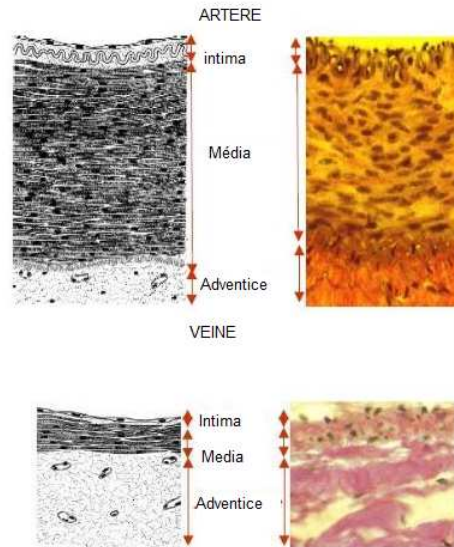 ARTERE
intima
Média
Adventice
VEINE
Intima
Media
Adventice